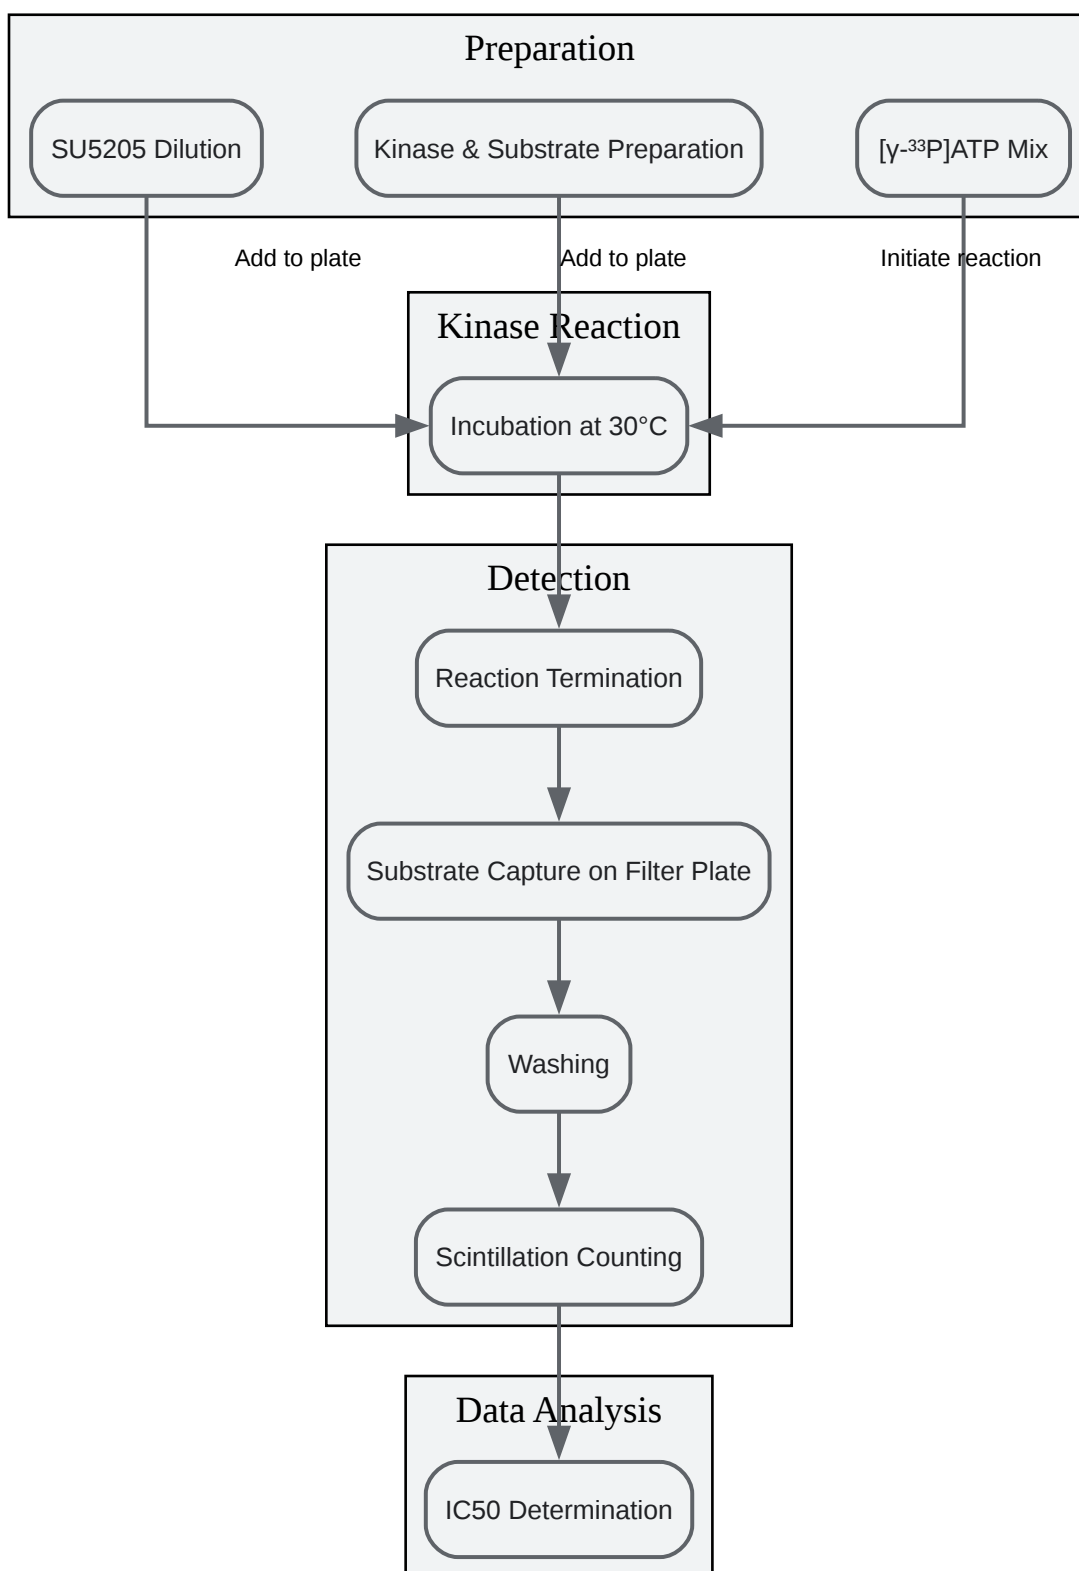 Preparation
SU5205 Dilution
Kinase & Substrate Preparation
[γ-³³P]ATP Mix
Add to plate
Add to plate
Initiate reaction
Kinase Reaction
Incubation at 30°C
Detection
Reaction Termination
Substrate Capture on Filter Plate
Washing
Scintillation Counting
Data Analysis
IC50 Determination